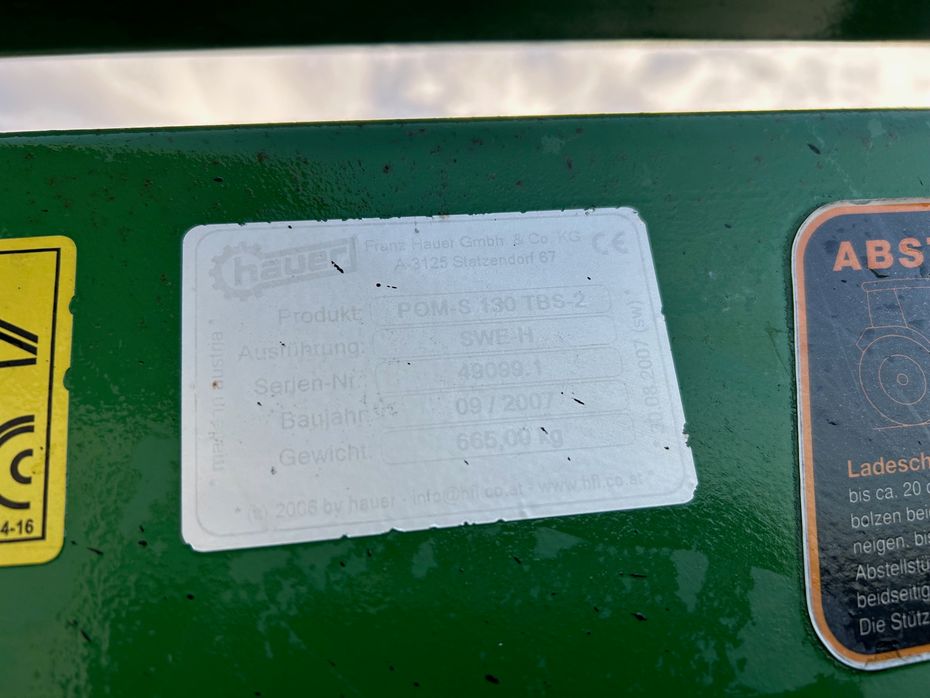 hauer
Franz Hauer Gmbh. & Co. KG
A-3125 Statzendorf 67
CE
Produkt: POM-S 130 TBS-2
Ausführung: SWE-H
Serien-Nr.: 49099.1
Baujahr: 09 / 2007
Gewicht: 665,00 kg
* (c) 2006 by hauer - info@hfl.co.at - www.hfl.co.at
* made in austria *
* 30.08.2007 (sw) *
4-16
ABST
Ladesch
bis ca. 20
bolzen bei
neigen. bis
Abstellstü
beidseitig
Die Stütz